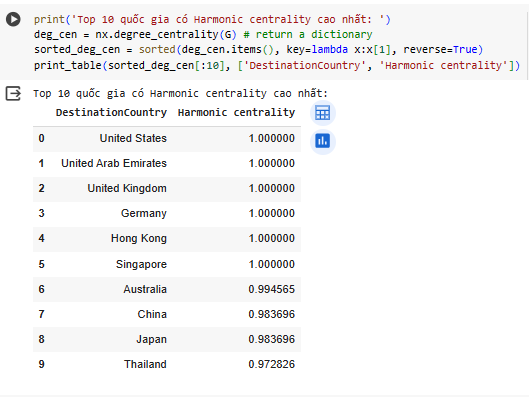 print('Top 10 quốc gia có Harmonic centrality cao nhất: ')
deg_cen = nx.degree_centrality(G) # return a dictionary
sorted_deg_cen = sorted(deg_cen.items(), key=lambda x:x[1], reverse=True)
print_table(sorted_deg_cen[:10], ['DestinationCountry', 'Harmonic centrality'])
Top 10 quốc gia có Harmonic centrality cao nhất:
DestinationCountry Harmonic centrality
0 United States 1.000000
1 United Arab Emirates 1.000000
2 United Kingdom 1.000000
3 Germany 1.000000
4 Hong Kong 1.000000
5 Singapore 1.000000
6 Australia 0.994565
7 China 0.983696
8 Japan 0.983696
9 Thailand 0.972826